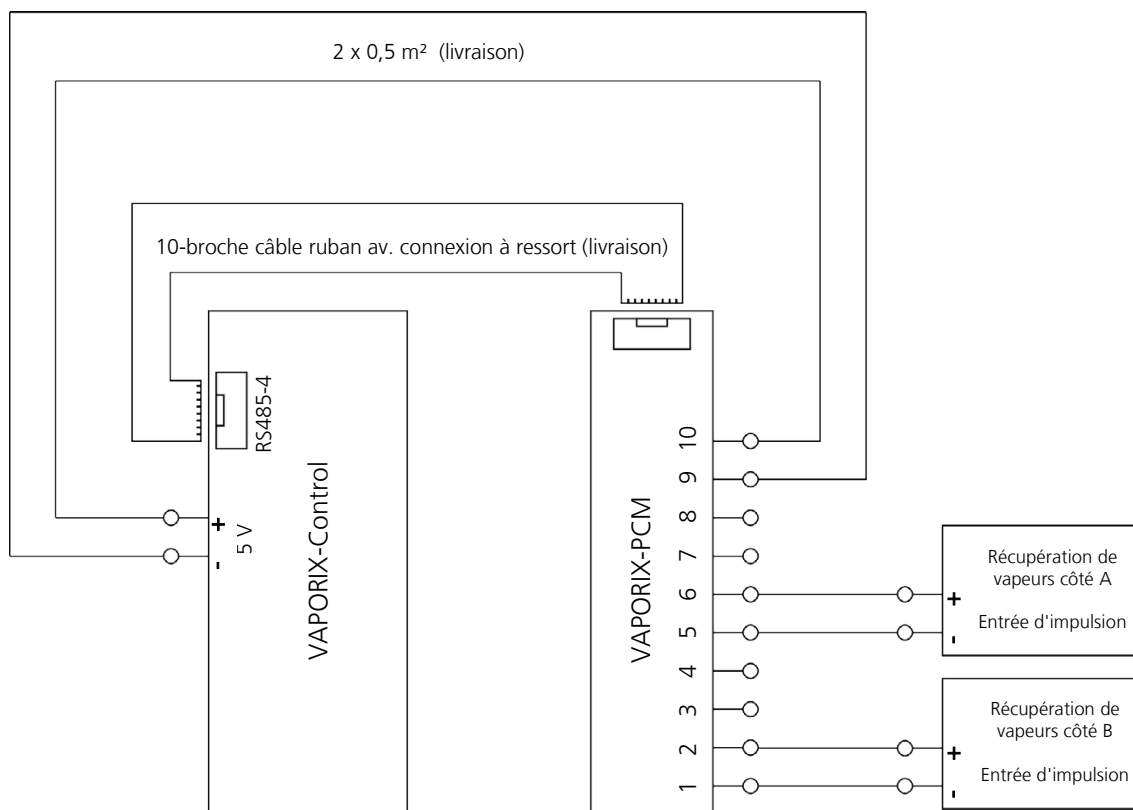 2 x 0,5 m² (livraison)
10-broche câble ruban av. connexion à ressort (livraison)
RS485-4
+
5 V
-
VAPORIX-Control
VAPORIX-PCM
10
9
8
7
6
5
4
3
2
1
Récupération de
vapeurs côté A
+
Entrée d'impulsion
-
Récupération de
vapeurs côté B
+
Entrée d'impulsion
-